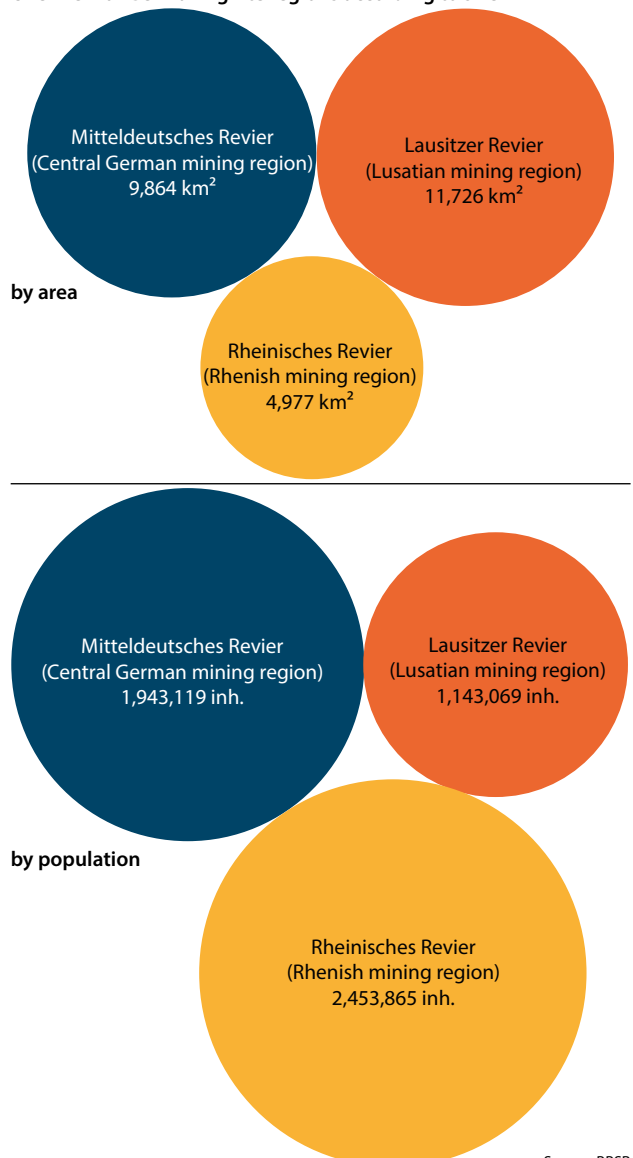 Mitteldeutsches Revier
(Central German mining region)
9,864 km²
Lausitzer Revier
(Lusatian mining region)
11,726 km²
by area
Rheinisches Revier
(Rhenish mining region)
4,977 km²
Mitteldeutsches Revier
(Central German mining region)
1,943,119 inh.
Lausitzer Revier
(Lusatian mining region)
1,143,069 inh.
by population
Rheinisches Revier
(Rhenish mining region)
2,453,865 inh.